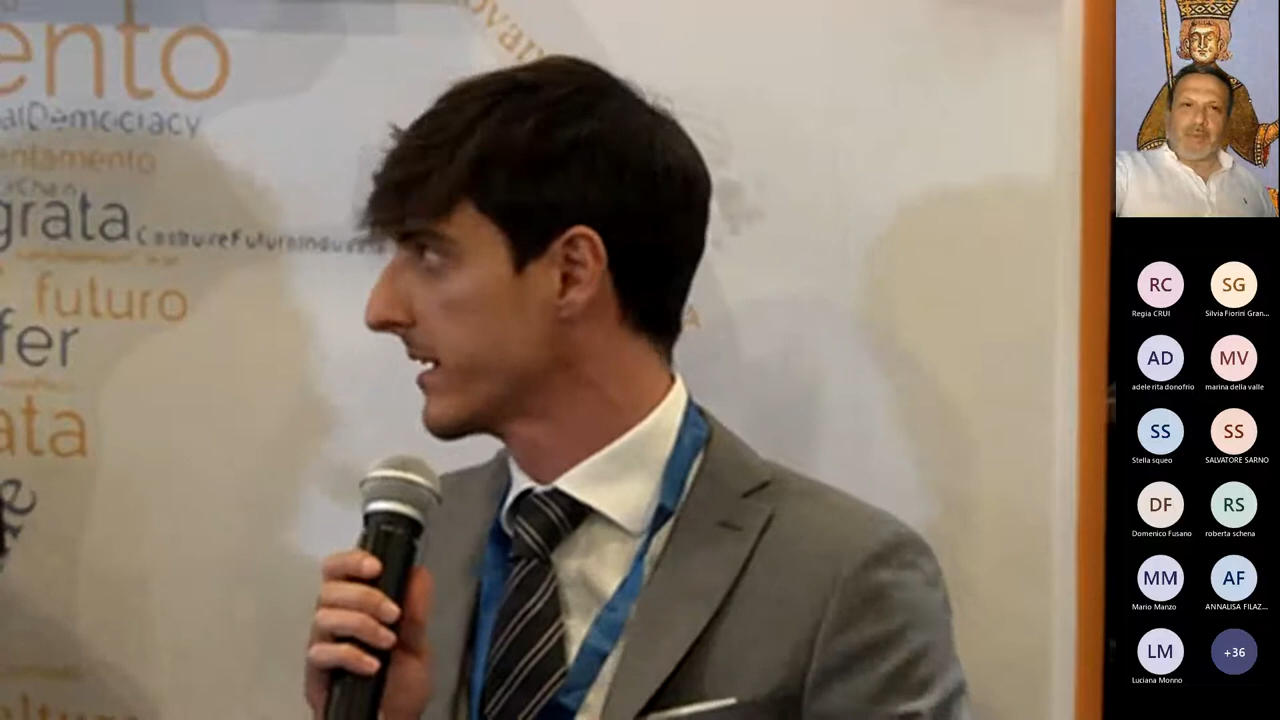 ento
alDemocracy
entamento
grata
futuro
fer
ata
RC
Regia CRUI
SG
Silvia Fiorini Gran...
AD
adele rita donofrio
MV
marina della valle
SS
Stella squeo
SS
SALVATORE SARNO
DF
Domenico Fusano
RS
roberta schena
MM
Mario Manzo
AF
ANNALISA FILAZ...
LM
Luciana Monno
+36